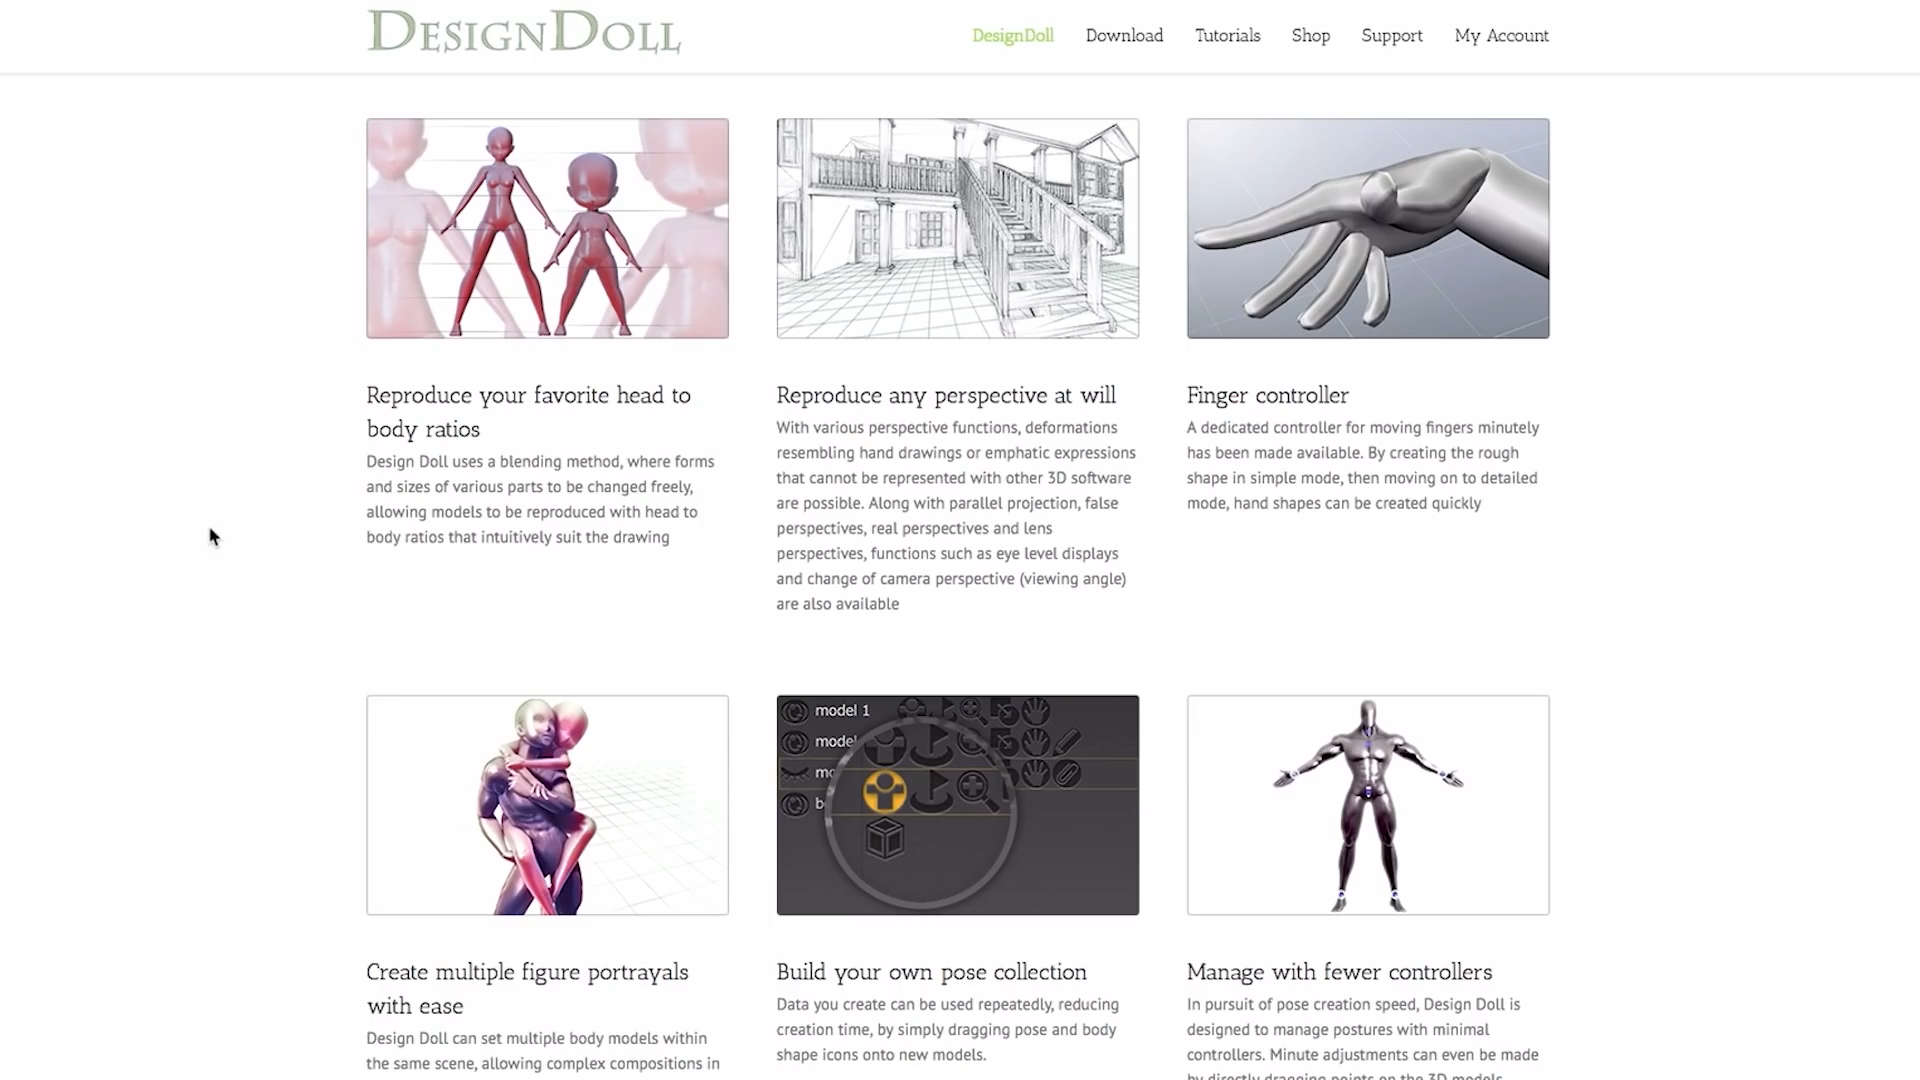 DESIGNDOLL
DesignDoll Download Tutorials Shop Support My Account
Reproduce your favorite head to
body ratios
Design Doll uses a blending method, where forms
and sizes of various parts to be changed freely,
allowing models to be reproduced with head to
body ratios that intuitively suit the drawing
Reproduce any perspective at will
With various perspective functions, deformations
resembling hand drawings or emphatic expressions
that cannot be represented with other 3D software
are possible. Along with parallel projection, false
perspectives, real perspectives and lens
perspectives, functions such as eye level displays
and change of camera perspective (viewing angle)
are also available
Finger controller
A dedicated controller for moving fingers minutely
has been made available. By creating the rough
shape in simple mode, then moving on to detailed
mode, hand shapes can be created quickly
model 1
model
mo
b
Create multiple figure portrayals
with ease
Design Doll can set multiple body models within
the same scene, allowing complex compositions in
Build your own pose collection
Data you create can be used repeatedly, reducing
creation time, by simply dragging pose and body
shape icons onto new models.
Manage with fewer controllers
In pursuit of pose creation speed, Design Doll is
designed to manage postures with minimal
controllers. Minute adjustments can even be made
by directly dragging points on the 3D models